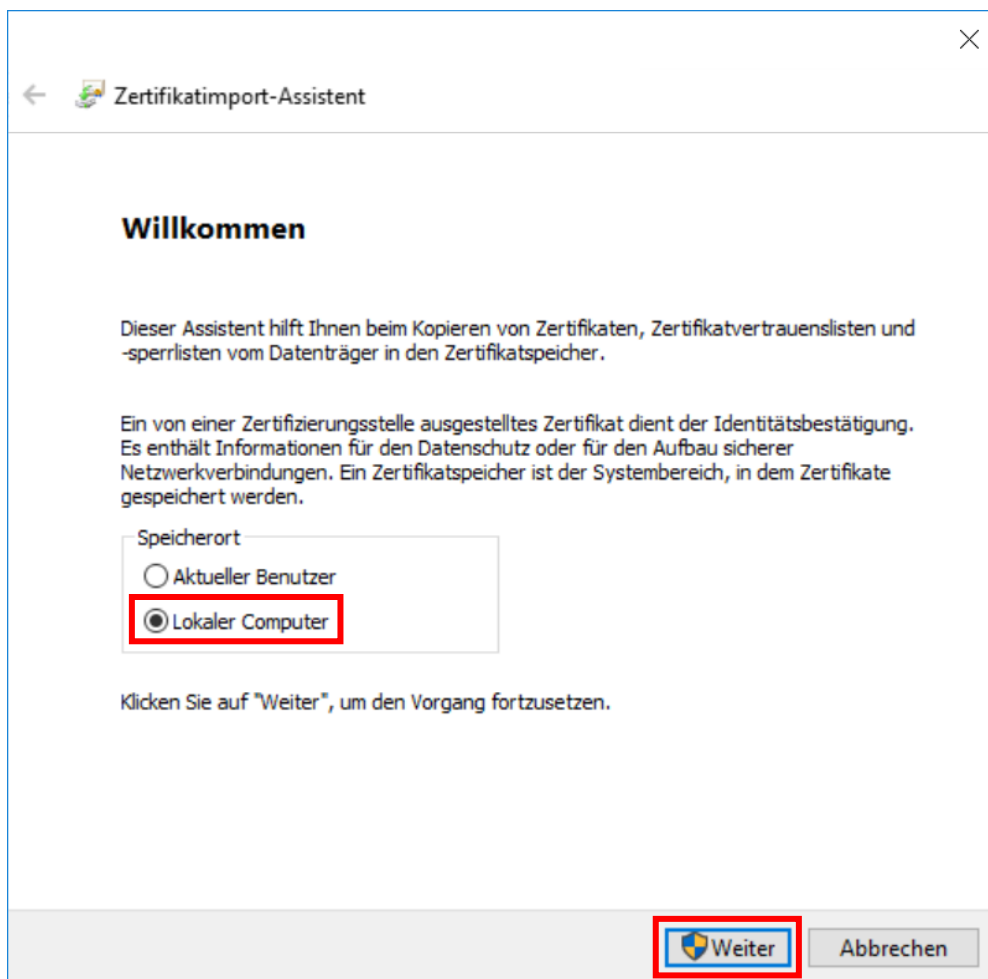 Zertifikatimport-Assistent
Willkommen
Dieser Assistent hilft Ihnen beim Kopieren von Zertifikaten, Zertifikatvertrauenslisten und
-sperrlisten vom Datenträger in den Zertifikatspeicher.
Ein von einer Zertifizierungsstelle ausgestelltes Zertifikat dient der Identitätsbestätigung.
Es enthält Informationen für den Datenschutz oder für den Aufbau sicherer
Netzwerkverbindungen. Ein Zertifikatspeicher ist der Systembereich, in dem Zertifikate
gespeichert werden.
Speicherort
Aktueller Benutzer
Lokaler Computer
Klicken Sie auf "Weiter", um den Vorgang fortzusetzen.
Weiter
Abbrechen